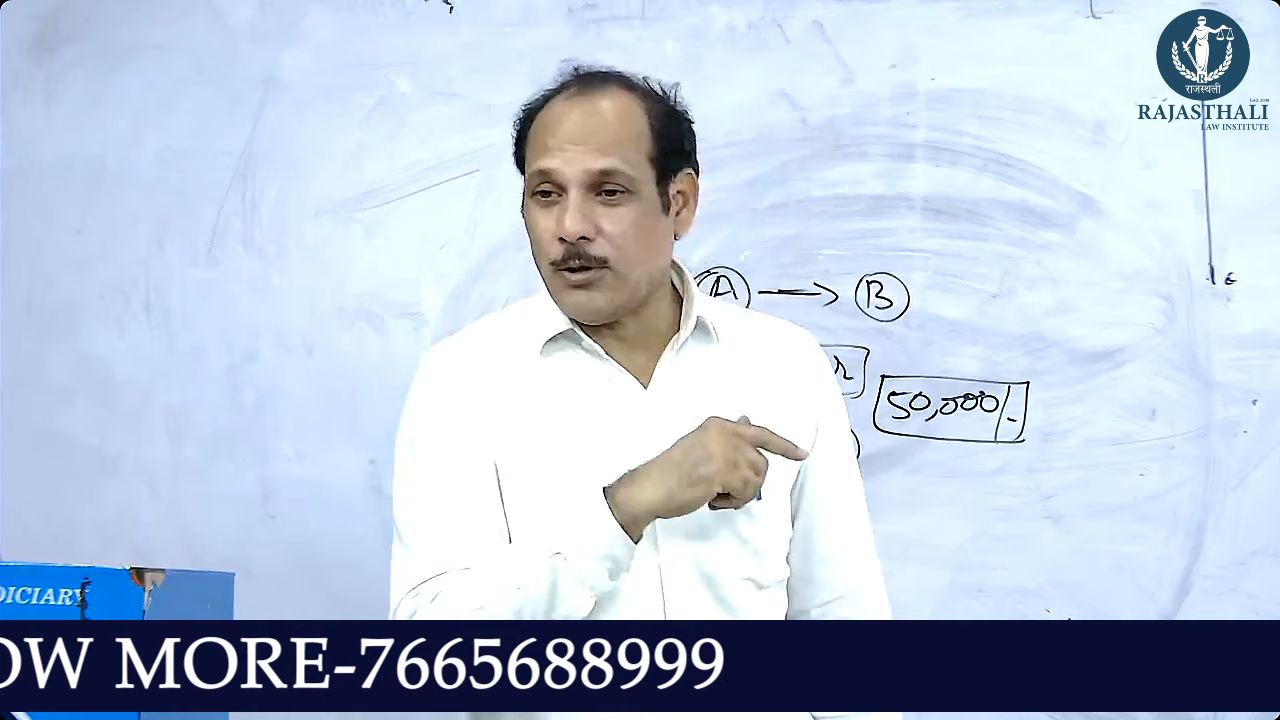 राजस्थली
RAJASTHALI
LAW INSTITUTE
A → B
50,000/-
DICIARY
OW MORE-7665688999